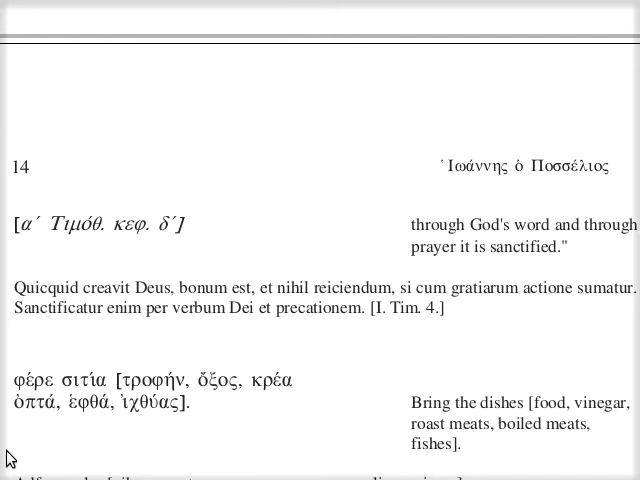 14
῾Ιωάννης ὁ Ποσσέλιος
[α΄ Τιμόθ. κεφ. δ΄]
through God's word and through
prayer it is sanctified."
Quicquid creavit Deus, bonum est, et nihil reiciendum, si cum gratiarum actione sumatur.
Sanctificatur enim per verbum Dei et precationem. [I. Tim. 4.]
φέρε σιτία [τροφήν, ὄξος, κρέα
ὀπτά, ἑφθά, ἰχθύας].
Bring the dishes [food, vinegar,
roast meats, boiled meats,
fishes].